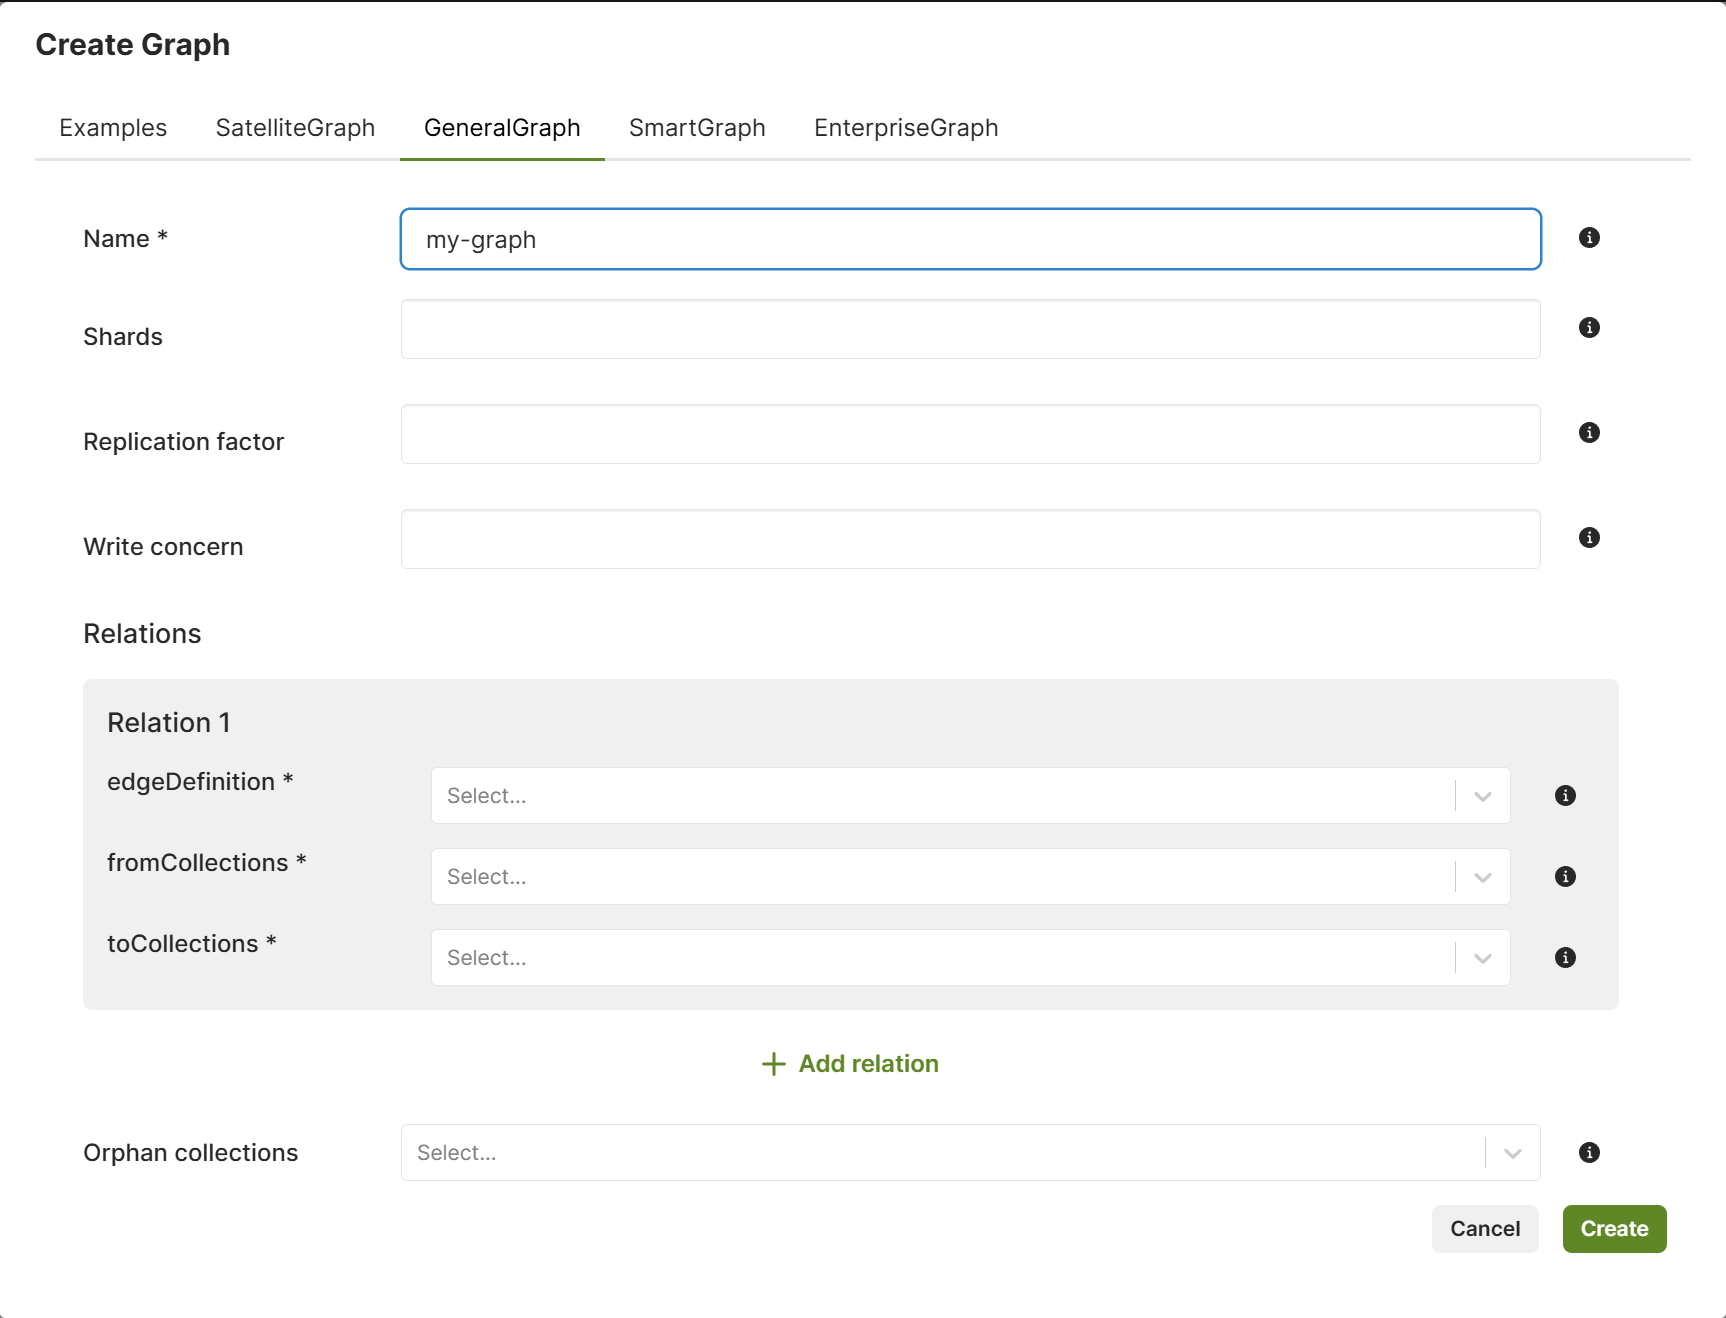 Create Graph
Examples SatelliteGraph GeneralGraph SmartGraph EnterpriseGraph
Name * my-graph
Shards
Replication factor
Write concern
Relations
Relation 1
edgeDefinition * Select...
fromCollections * Select...
toCollections * Select...
Add relation
Orphan collections Select...
Cancel Create